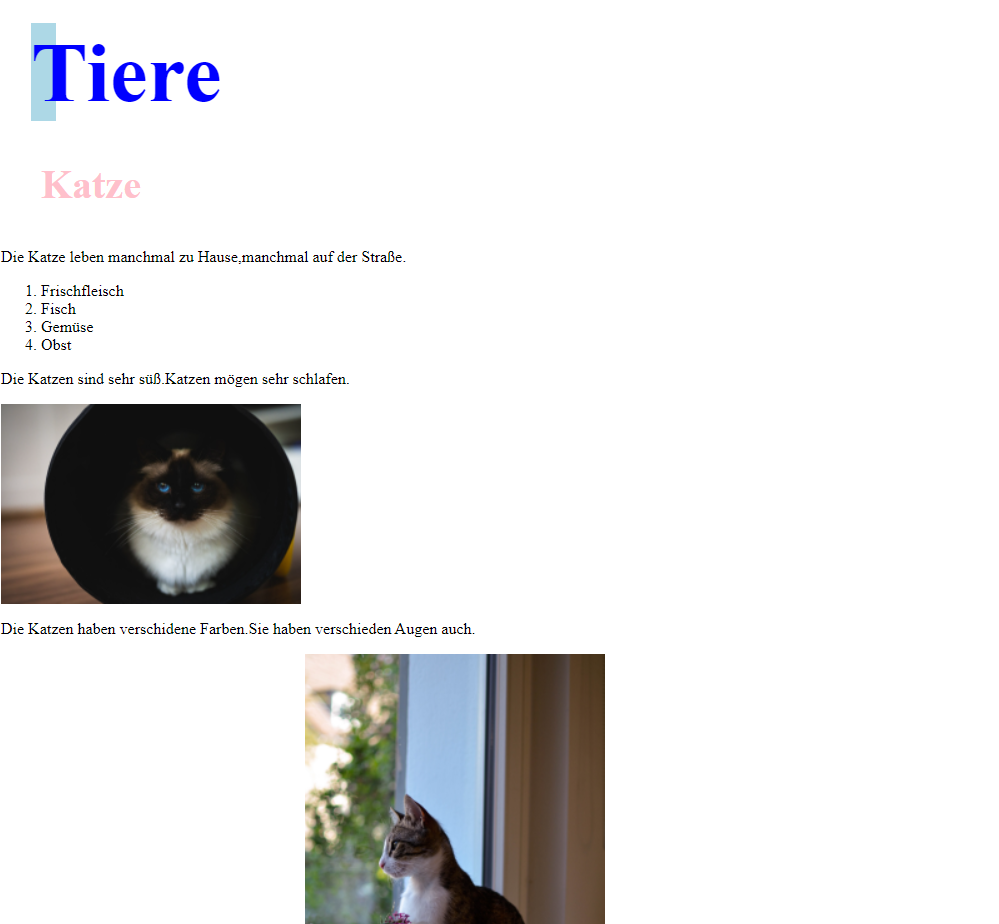 Tiere
Katze
Die Katze leben manchmal zu Hause,manchmal auf der Straße.
1. Frischfleisch
2. Fisch
3. Gemüse
4. Obst
Die Katzen sind sehr süß.Katzen mögen sehr schlafen.
Die Katzen haben verschidene Farben.Sie haben verschieden Augen auch.